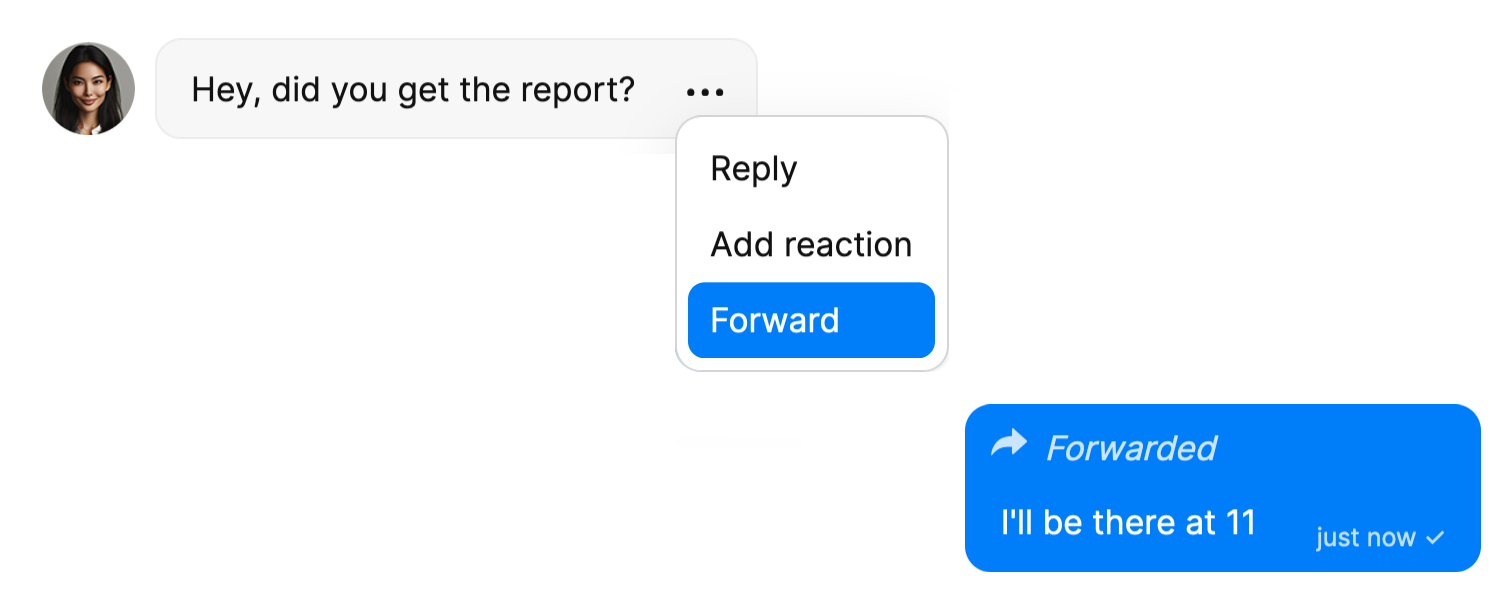 Hey, did you get the report?
Reply
Add reaction
Forward
Forwarded
I'll be there at 11
just now